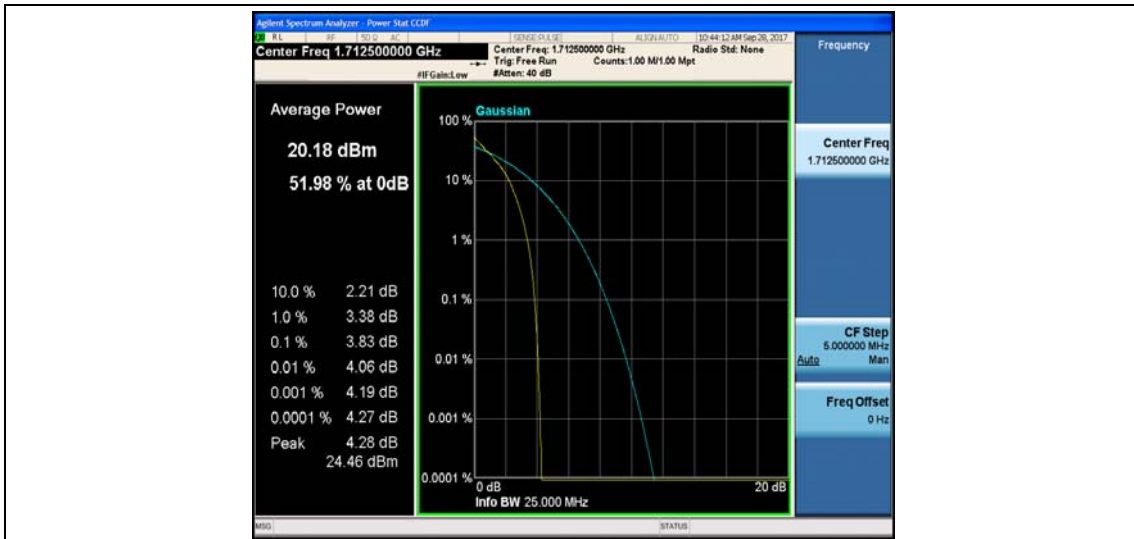 Agilent Spectrum Analyzer - Power Stat CCDF
RL RF 50 Ω AC SENSE:PULSE ALIGNAUTO 10:44:12 AM Sep 28, 2017
Center Freq 1.712500000 GHz
Center Freq: 1.712500000 GHz Radio Std: None
Trig: Free Run Counts:1.00 M/1.00 Mpt
#IFGain:Low #Atten: 40 dB
Frequency
Average Power
20.18 dBm
51.98 % at 0dB
10.0 % 2.21 dB
1.0 % 3.38 dB
0.1 % 3.83 dB
0.01 % 4.06 dB
0.001 % 4.19 dB
0.0001 % 4.27 dB
Peak 4.28 dB
24.46 dBm
Gaussian
100 %
10 %
1 %
0.1 %
0.01 %
0.001 %
0.0001 %
0 dB 20 dB
Info BW 25.000 MHz
Center Freq
1.712500000 GHz
CF Step
5.000000 MHz
Auto Man
Freq Offset
0 Hz
MSG STATUS